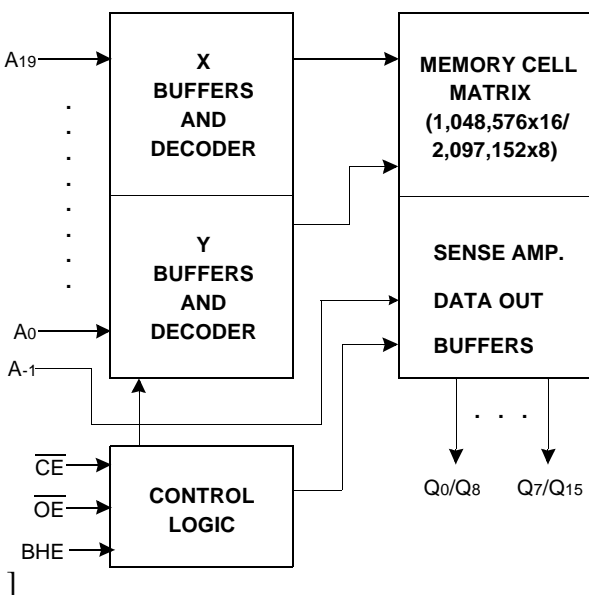 A19
X
BUFFERS
AND
DECODER
MEMORY CELL
MATRIX
(1,048,576x16/
2,097,152x8)
Y
BUFFERS
AND
DECODER
SENSE AMP.
DATA OUT
BUFFERS
A0
A-1
. . .
CE
OE
BHE
CONTROL
LOGIC
Q0/Q8
Q7/Q15
]